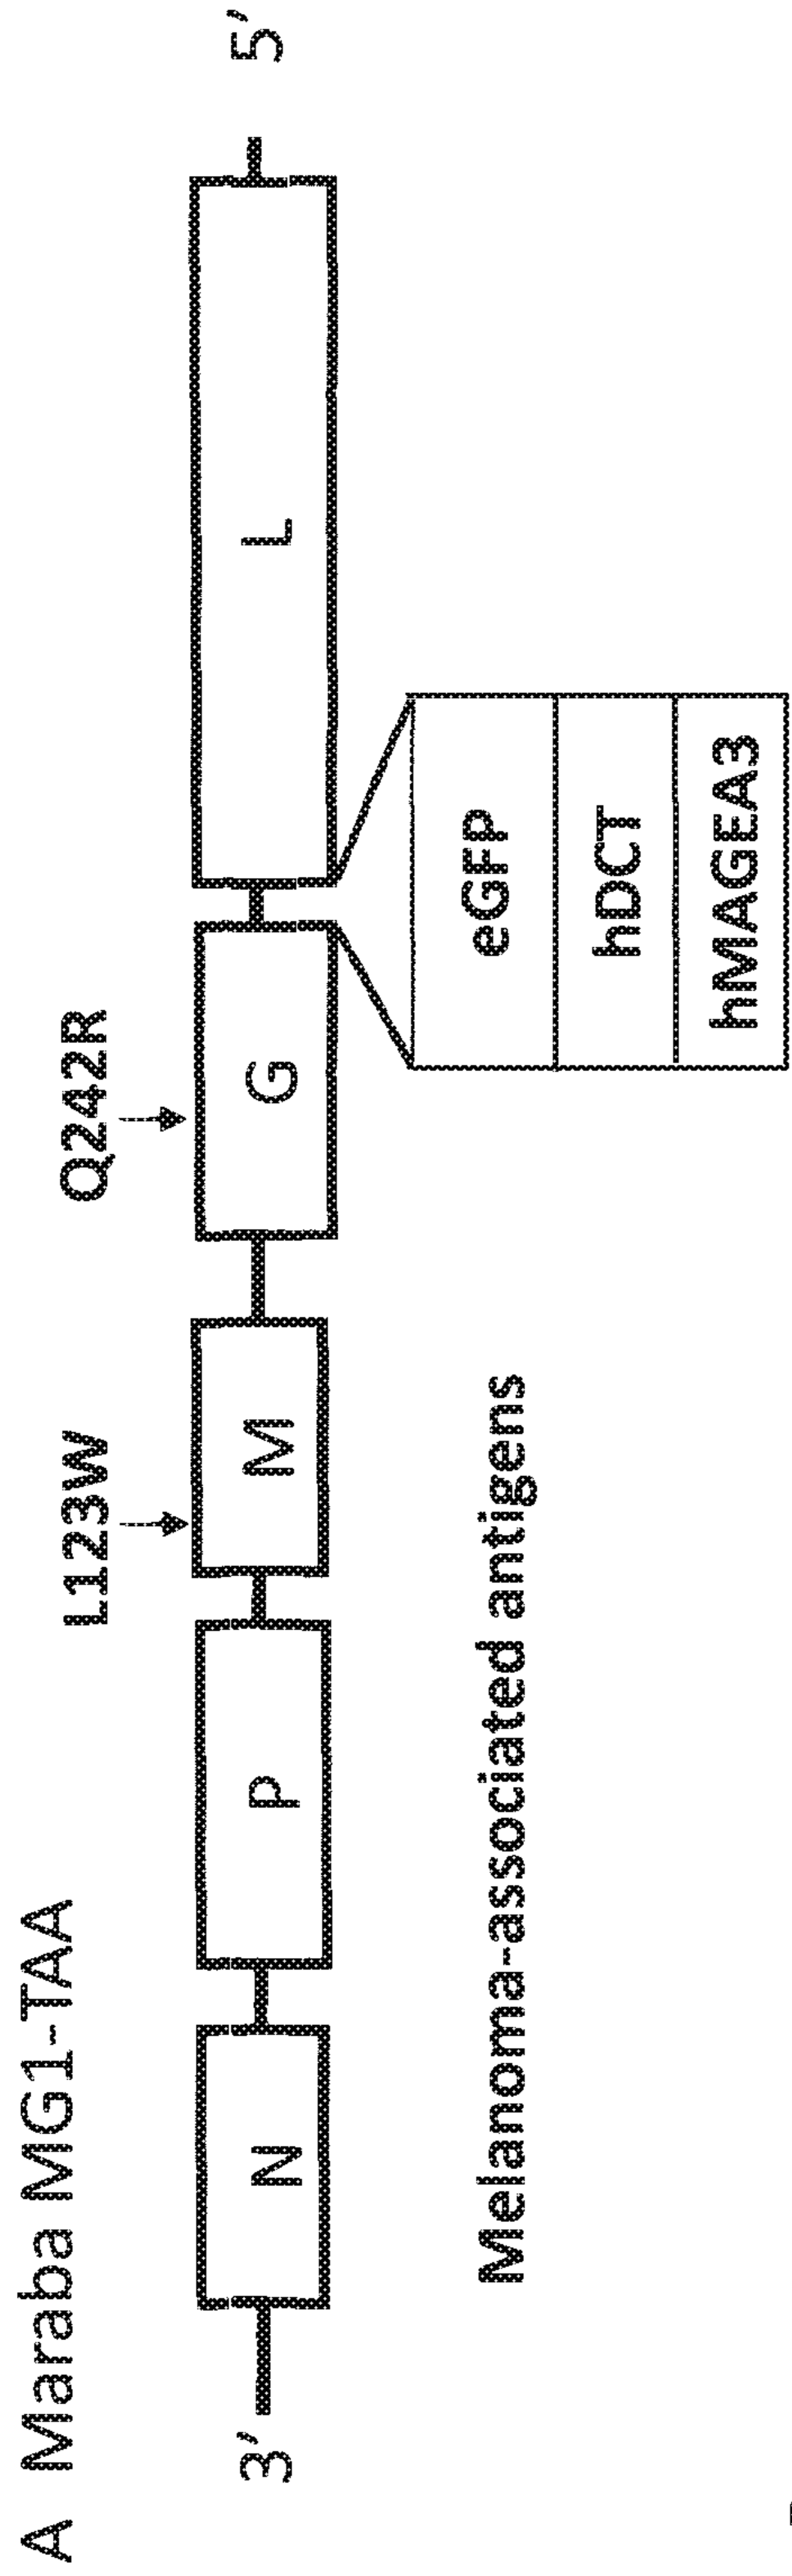 A Maraba MG1-TAA
L123W
Q242R
3’
N
P
M
G
L
5’
Melanoma-associated antigens
eGFP
hDCT
hMAGEA3